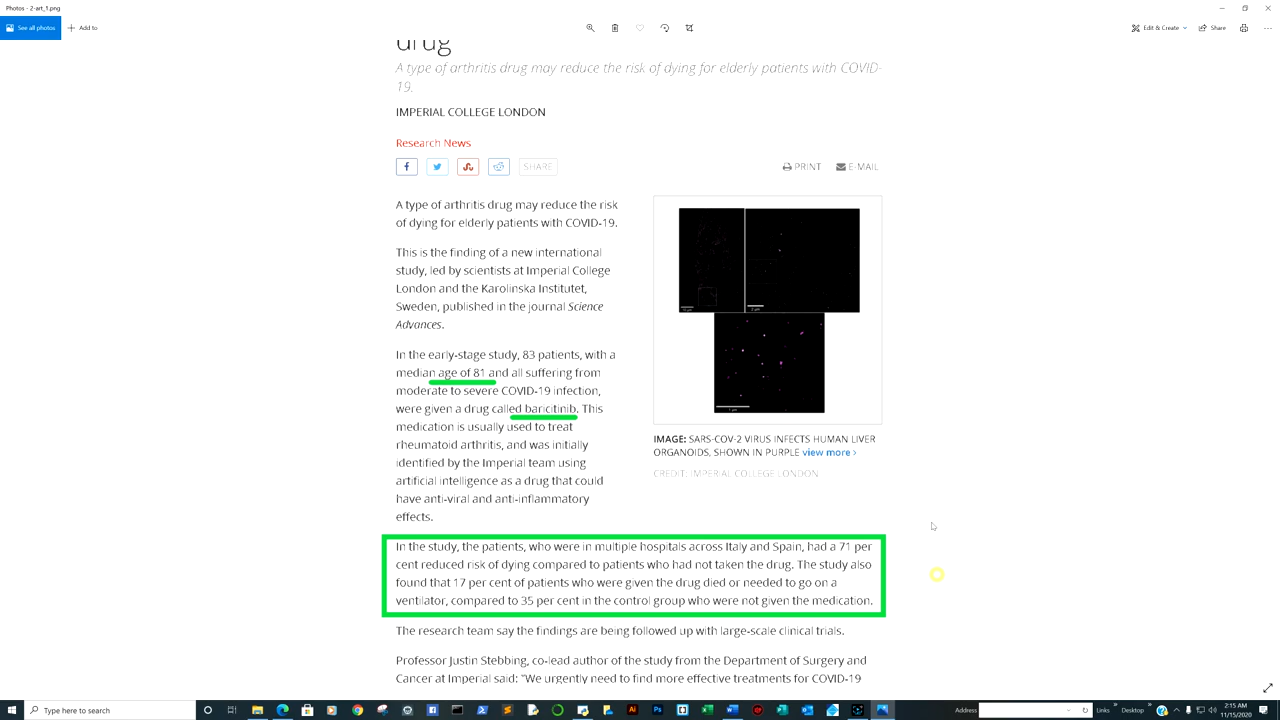 Photos - 2-art_1.png
See all photos
Add to
Edit & Create
Share
drug
A type of arthritis drug may reduce the risk of dying for elderly patients with COVID-
19.
IMPERIAL COLLEGE LONDON
Research News
SHARE
PRINT
E-MAIL
A type of arthritis drug may reduce the risk
of dying for elderly patients with COVID-19.
This is the finding of a new international
study, led by scientists at Imperial College
London and the Karolinska Institutet,
Sweden, published in the journal Science
Advances.
In the early-stage study, 83 patients, with a
median age of 81 and all suffering from
moderate to severe COVID-19 infection,
were given a drug called baricitinib. This
medication is usually used to treat
rheumatoid arthritis, and was initially
identified by the Imperial team using
artificial intelligence as a drug that could
have anti-viral and anti-inflammatory
effects.
IMAGE: SARS-COV-2 VIRUS INFECTS HUMAN LIVER
ORGANOIDS, SHOWN IN PURPLE view more >
CREDIT: IMPERIAL COLLEGE LONDON
In the study, the patients, who were in multiple hospitals across Italy and Spain, had a 71 per
cent reduced risk of dying compared to patients who had not taken the drug. The study also
found that 17 per cent of patients who were given the drug died or needed to go on a
ventilator, compared to 35 per cent in the control group who were not given the medication.
The research team say the findings are being followed up with large-scale clinical trials.
Professor Justin Stebbing, co-lead author of the study from the Department of Surgery and
Cancer at Imperial said: "We urgently need to find more effective treatments for COVID-19
Type here to search
Address
Links
Desktop
2:15 AM
11/15/2020